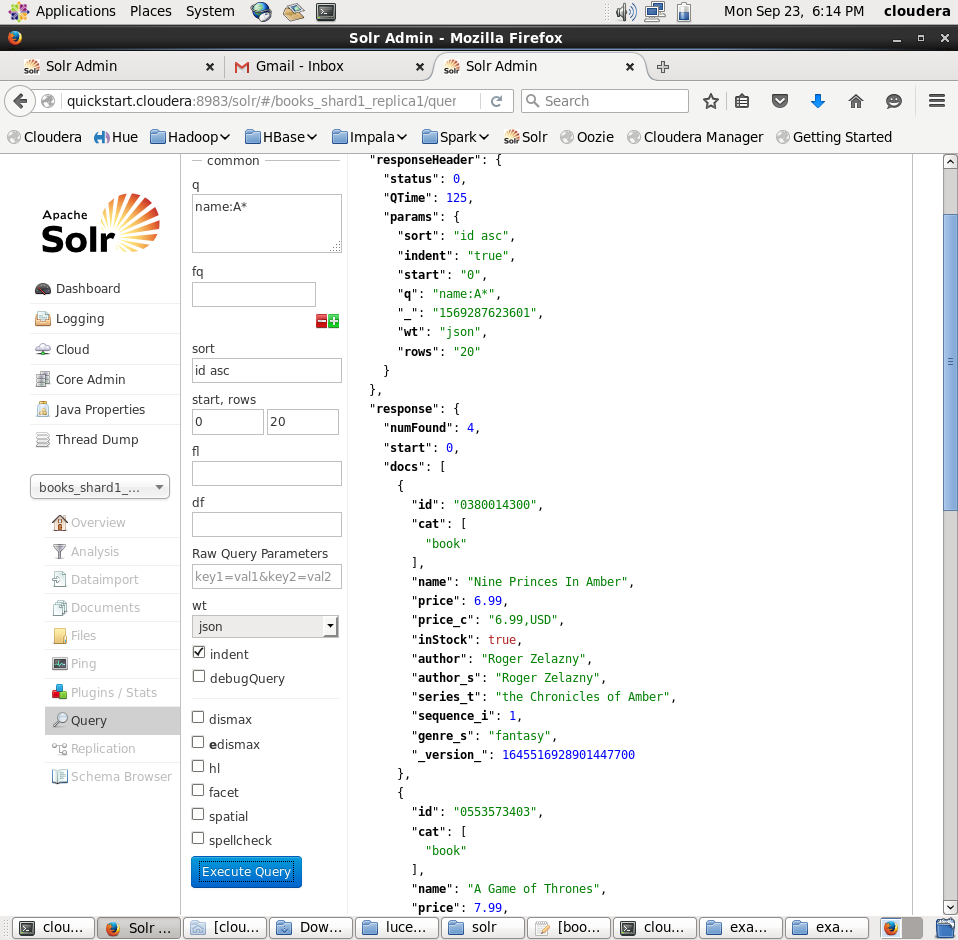 Applications Places System Mon Sep 23, 6:14 PM cloudera
Solr Admin - Mozilla Firefox
Solr Admin Gmail - Inbox Solr Admin
quickstart.cloudera:8983/solr/#/books_shard1_replica1/quer Search
Cloudera Hue Hadoop HBase Impala Spark Solr Oozie Cloudera Manager Getting Started
Apache
Solr
Dashboard
Logging
Cloud
Core Admin
Java Properties
Thread Dump
books_shard1_...
Overview
Analysis
Dataimport
Documents
Files
Ping
Plugins / Stats
Query
Replication
Schema Browser
common
q
name:A*
fq
sort
id asc
start, rows
0 20
fl
df
Raw Query Parameters
key1=val1&key2=val2
wt
json
indent
debugQuery
dismax
edismax
hl
facet
spatial
spellcheck
Execute Query
"responseHeader": {
"status": 0,
"QTime": 125,
"params": {
"sort": "id asc",
"indent": "true",
"start": "0",
"q": "name:A*",
"_": "1569287623601",
"wt": "json",
"rows": "20"
}
},
"response": {
"numFound": 4,
"start": 0,
"docs": [
{
"id": "0380014300",
"cat": [
"book"
],
"name": "Nine Princes In Amber",
"price": 6.99,
"price_c": "6.99,USD",
"inStock": true,
"author": "Roger Zelazny",
"author_s": "Roger Zelazny",
"series_t": "the Chronicles of Amber",
"sequence_i": 1,
"genre_s": "fantasy",
"_version_": 1645516928901447700
},
{
"id": "0553573403",
"cat": [
"book"
],
"name": "A Game of Thrones",
"price": 7.99,
clou... Solr ... [clou... Dow... luce... solr [boo... clou... exa... exa...